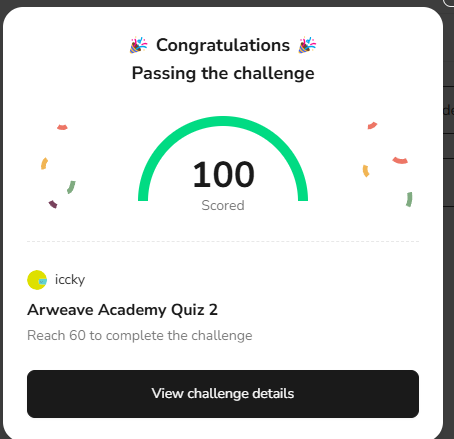 🎉 Congratulations 🎉
Passing the challenge
100
Scored
iccky
Arweave Academy Quiz 2
Reach 60 to complete the challenge
View challenge details